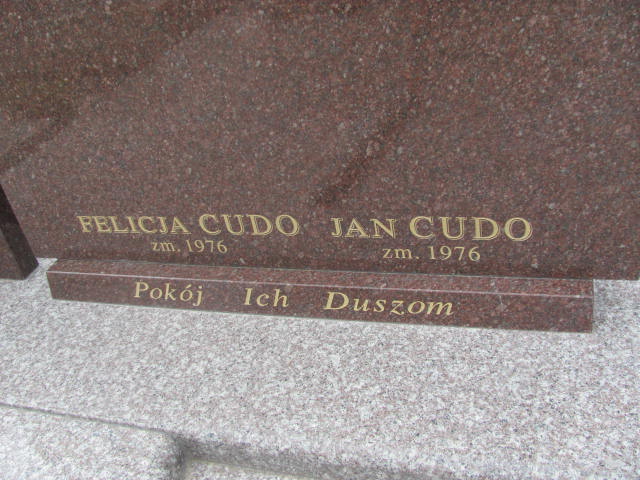 FELICJA CUDO JAN CUDO
zm. 1976 zm. 1976
Pokój Ich Duszom